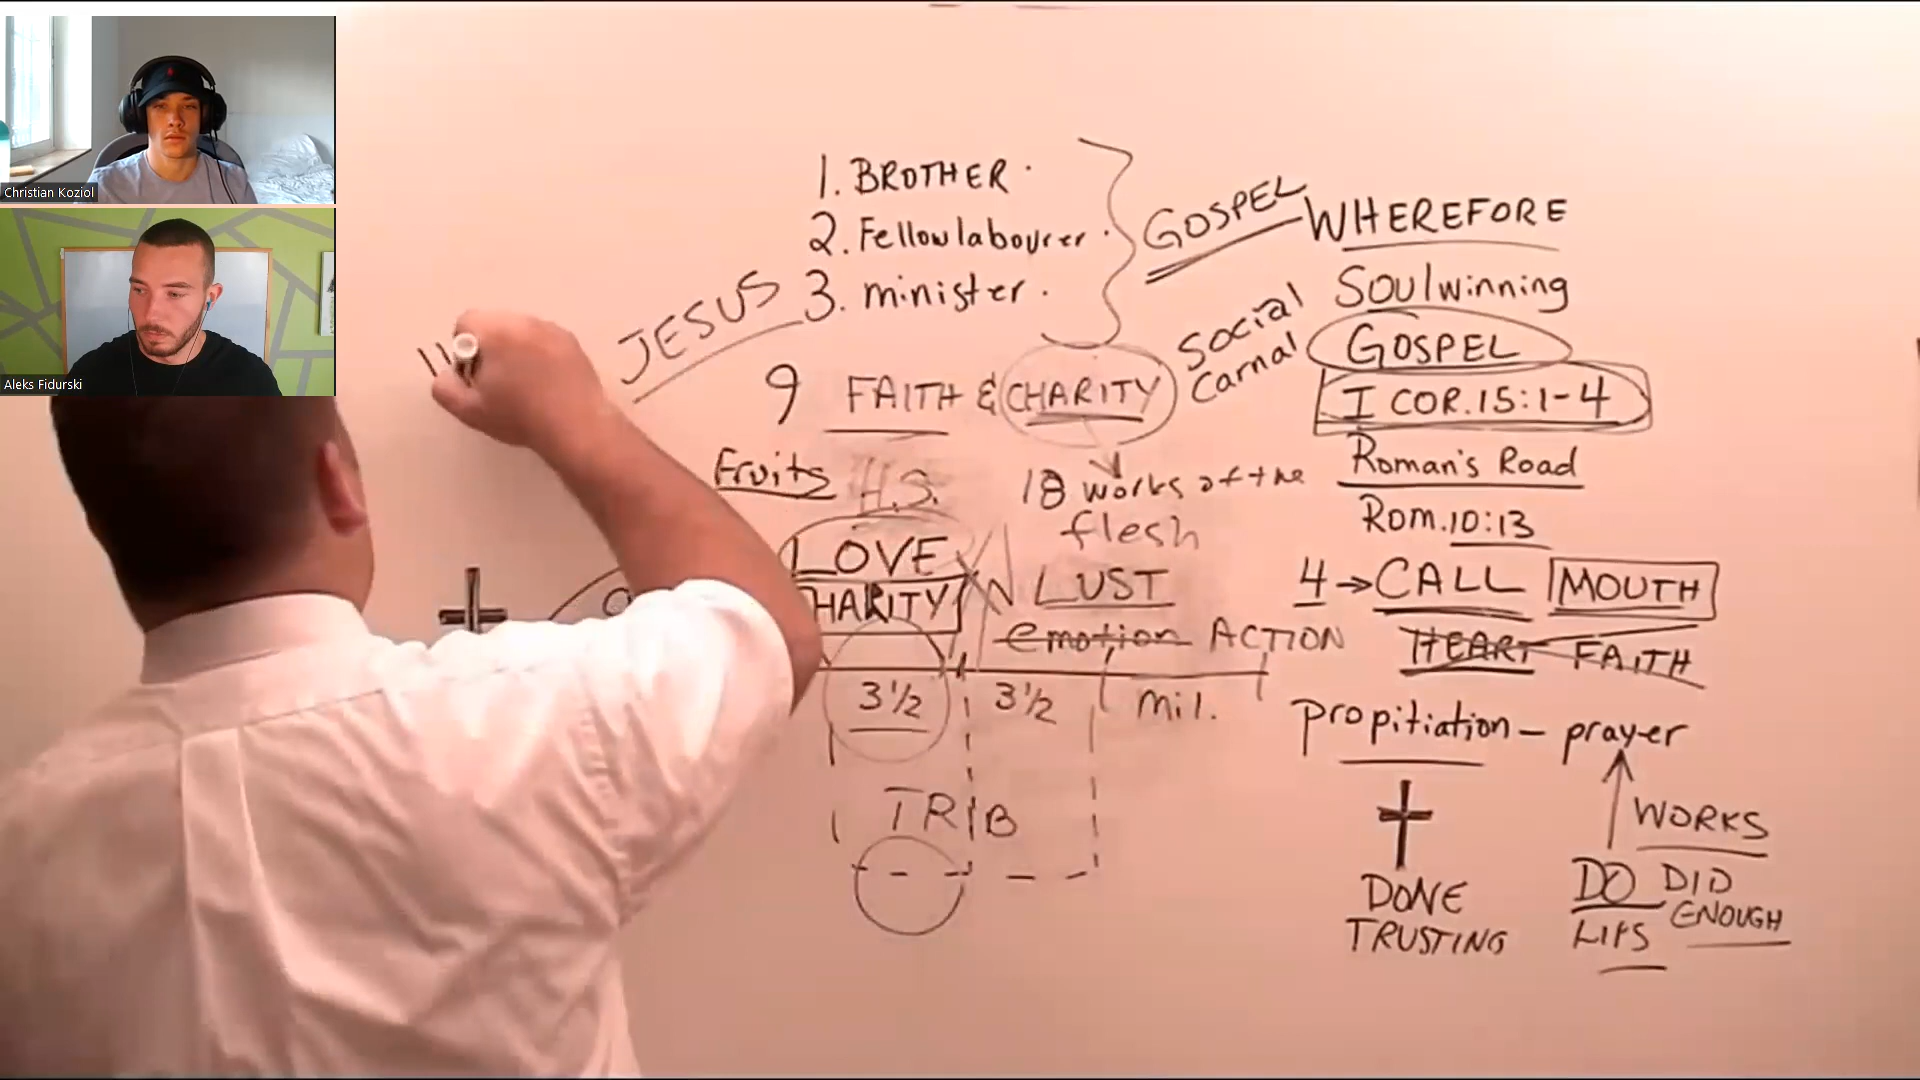 Christian Koziol
Aleks Fidurski
1. BROTHER
2. Fellowlabourer
3. minister
JESUS
GOSPEL
9 FAITH & CHARITY
Social
Carnal
Fruits H.S.
18 works of the
flesh
LOVE
HARITY
LUST
emotion ACTION
3½ 3½ mil.
TRIB
WHEREFORE
Soulwinning
GOSPEL
I COR.15:1-4
Roman's Road
Rom.10:13
4 → CALL MOUTH
HEART FAITH
propitiation – prayer
WORKS
DONE
TRUSTING
DO DID
ENOUGH
LIPS